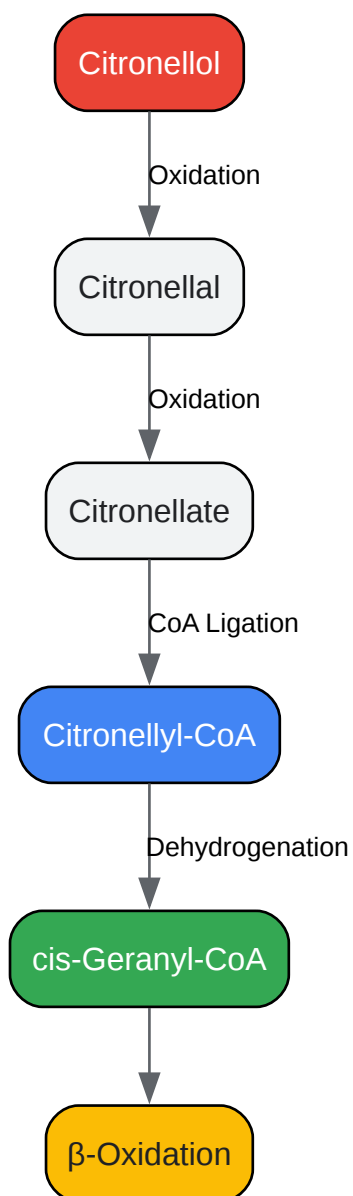 Citronellol
Oxidation
Citronellal
Oxidation
Citronellate
CoA Ligation
Citronellyl-CoA
Dehydrogenation
cis-Geranyl-CoA
β-Oxidation